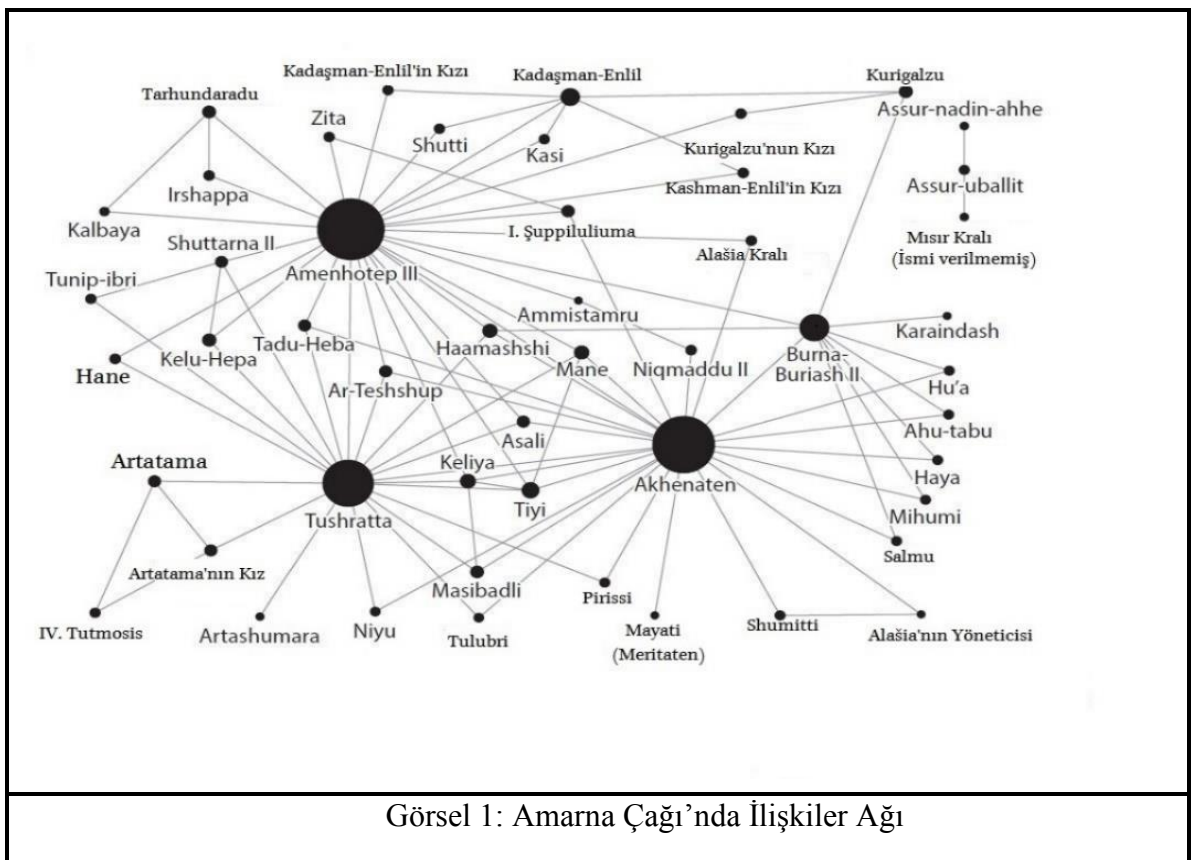 Kadaşman-Enlil'in Kızı
Kadaşman-Enlil
Kurigalzu
Tarhundaradu
Assur-nadin-ahhe
Zita
Shutti
Kasi
Kurigalzu'nun Kızı
Assur-uballit
Irshappa
Kashman-Enlil'in Kızı
Kalbaya
Shuttarna II
I. Şuppiluliuma
Alašia Kralı
Mısır Kralı
(İsmi verilmemiş)
Tunip-ibri
Amenhotep III
Ammistamru
Karaindash
Hane
Kelu-Hepa
Tadu-Heba
Haamashshi
Mane
Niqmaddu II
Burna-
Buriash II
Hu'a
Ar-Teshshup
Ahu-tabu
Asali
Artatama
Keliya
Akhenaten
Haya
Tushratta
Tiyi
Mihumi
Salmu
Artatama'nın Kız
Masibadli
Pirissi
IV. Tutmosis
Artashumara
Niyu
Tulubri
Mayati
(Meritaten)
Shumitti
Alašia'nın Yöneticisi
Görsel 1: Amarna Çağı'nda İlişkiler Ağı